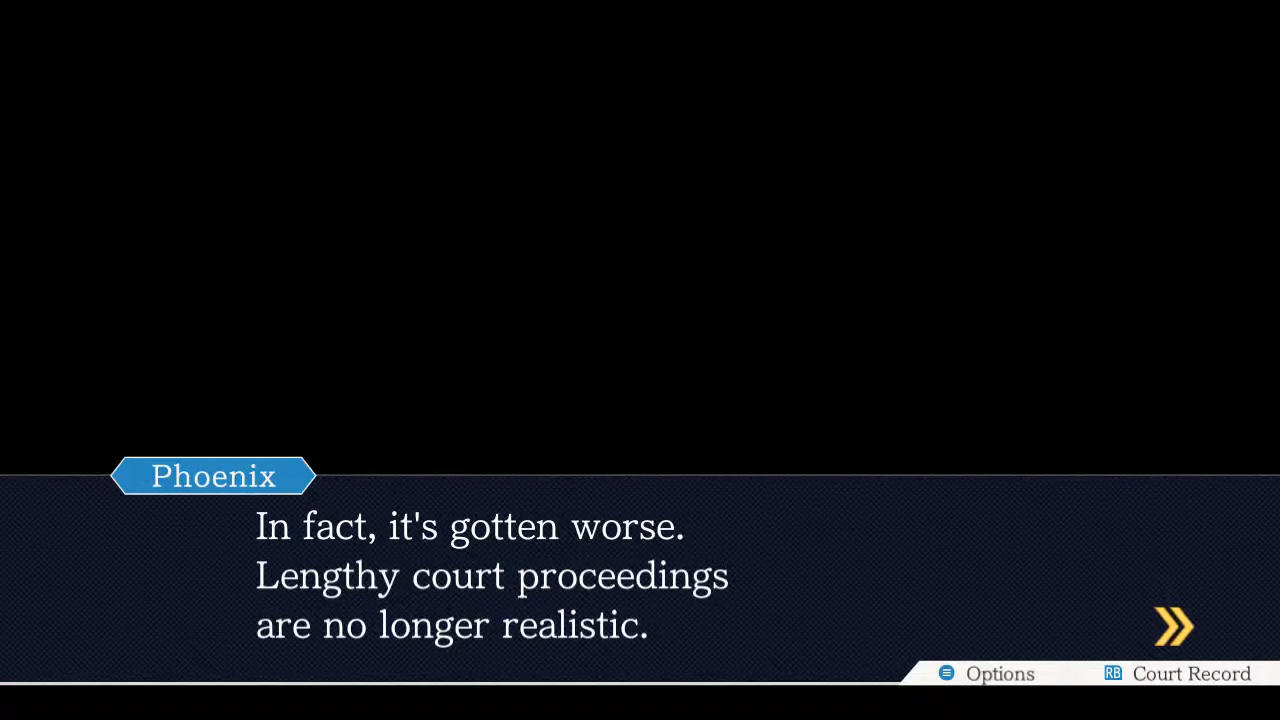 Phoenix
In fact, it's gotten worse.
Lengthy court proceedings
are no longer realistic.
Options RB Court Record